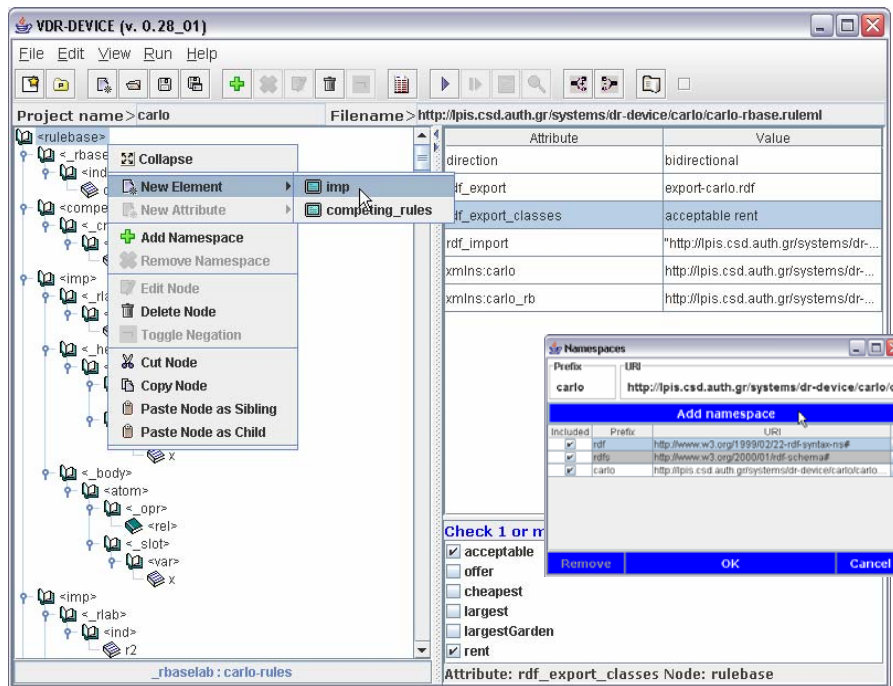 VDR-DEVICE (v. 0.28_01)
File Edit View Run Help
Project name> carlo Filename> http://lpis.csd.auth.gr/systems/dr-device/carlo/carlo-rbase.ruleml
<rulebase>
<_rbase
<ind
<compe
<_cr
<imp>
<_rla
<_he
x
<_body>
<atom>
<_opr>
<rel>
<_slot>
<var>
x
<imp>
<_rlab>
<ind>
r2
_rbaselab : carlo-rules
Collapse
New Element
New Attribute
Add Namespace
Remove Namespace
Edit Node
Delete Node
Toggle Negation
Cut Node
Copy Node
Paste Node as Sibling
Paste Node as Child
imp
competing_rules
Attribute Value
direction bidirectional
df_export export-carlo.rdf
df_export_classes acceptable rent
rdf_import "http://lpis.csd.auth.gr/systems/dr-...
xmlns:carlo http://lpis.csd.auth.gr/systems/dr-...
xmlns:carlo_rb http://lpis.csd.auth.gr/systems/dr-...
Namespaces
Prefix URI
carlo http://lpis.csd.auth.gr/systems/dr-device/carlo/c
Add namespace
Included Prefix URI
rdf http://www.w3.org/1999/02/22-rdf-syntax-ns#
rdfs http://www.w3.org/2000/01/rdf-schema#
carlo http://lpis.csd.auth.gr/systems/dr-device/carlo/carlo...
Remove OK Cancel
Check 1 or m
acceptable
offer
cheapest
largest
largestGarden
rent
Attribute: rdf_export_classes Node: rulebase